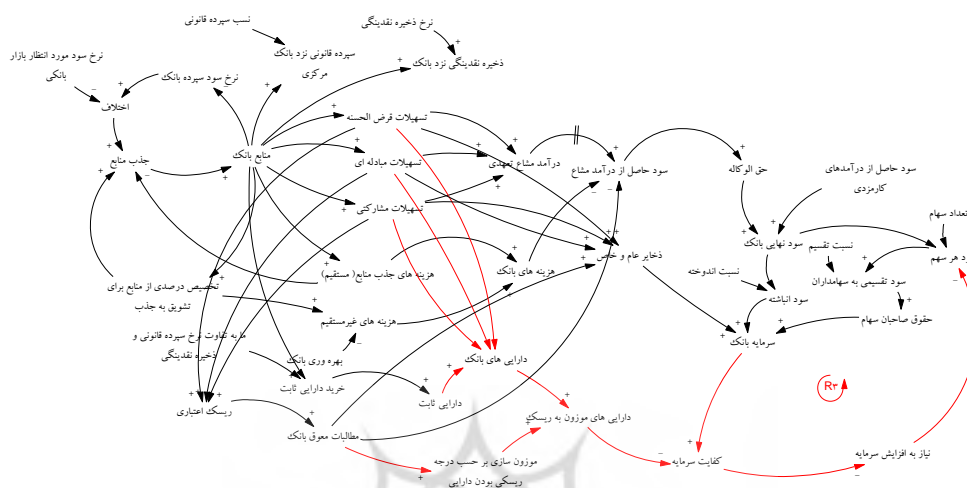 نسب سپرده قانونی
نرخ ذخیره نقدینگی
سپرده قانونی نزد بانک
مرکزی
ذخیره نقدینگی نزد بانک
نرخ سود مورد انتظار بازار
بانکی
نرخ سود سپرده بانک
اختلاف
تسهیلات قرض الحسنه
جذب منابع
منابع بانک
تسهیلات مبادله ای
درآمد مشاع تعهدی
سود حاصل از درآمد مشاع
حق الوکاله
سود حاصل از درآمدهای
کارمزدی
تسهیلات مشارکتی
تعداد سهام
سود نهایی بانک
نسبت تقسیم
ود هر سهم
ذخایر عام و خاص
هزینه های بانک
هزینه های جذب منابع( مستقیم)
تخصیص درصدی از منابع برای
تشویق به جذب
نسبت اندوخته
سود تقسیمی به سهامداران
سود انباشته
حقوق صاحبان سهام
هزینه های غیرمستقیم
ما به تفاوت نرخ سپرده قانونی و
ذخیره نقدینگی
سرمایه بانک
بهره وری بانک
دارایی های بانک
خرید دارایی ثابت
دارایی ثابت
R۳
ریسک اعتباری
دارایی های موزون به ریسک
مطالبات معوق بانک
نیاز به افزایش سرمایه
کفایت سرمایه
موزون سازی بر حسب درجه
ریسکی بودن دارایی